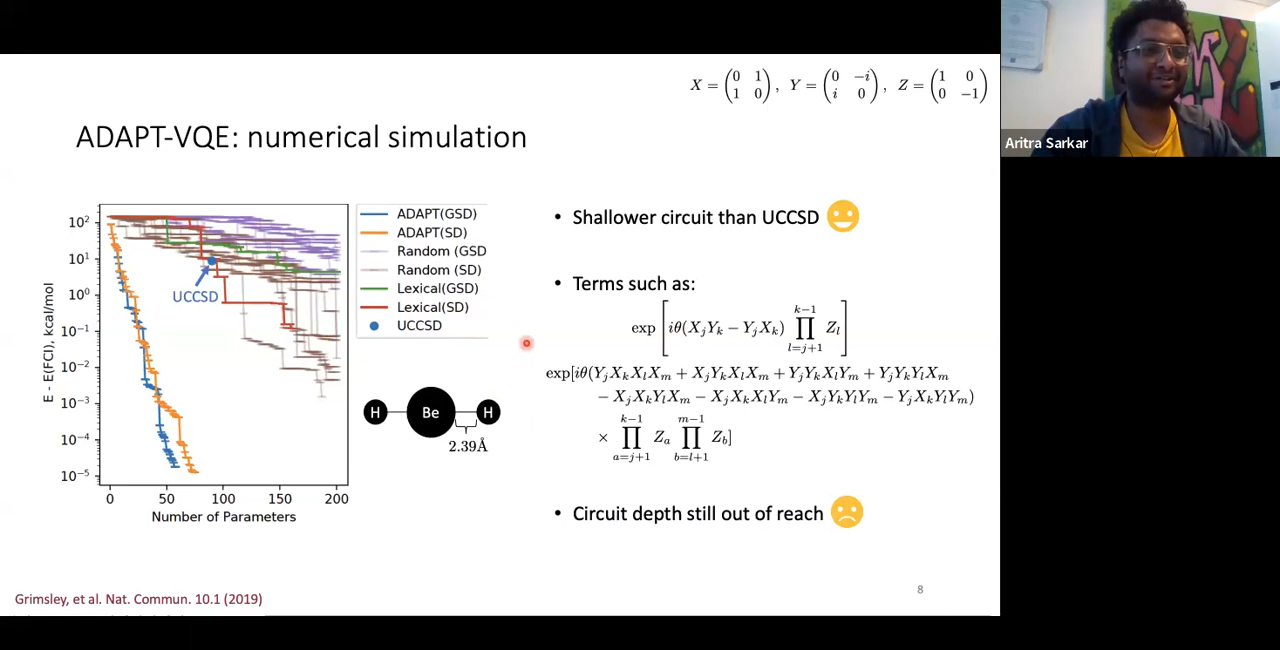 X = (0 1 1 0), Y = (0 −i i 0), Z = (1 0 0 −1)
Aritra Sarkar
ADAPT-VQE: numerical simulation
E - E(FCI), kcal/mol
10²
10¹
10⁰
10⁻¹
10⁻²
10⁻³
10⁻⁴
10⁻⁵
UCCSD
0 50 100 150 200
Number of Parameters
ADAPT(GSD)
ADAPT(SD)
Random (GSD
Random (SD)
Lexical(GSD)
Lexical(SD)
UCCSD
H Be H
2.39Å
• Shallower circuit than UCCSD
• Terms such as:
exp[iθ(X_jY_k − Y_jX_k) ∏_{l=j+1}^{k−1} Z_l]
exp[iθ(Y_jX_kX_lX_m + X_jY_kX_lX_m + Y_jY_kX_lY_m + Y_jY_kY_lX_m
− X_jX_kY_lX_m − X_jX_kX_lY_m − X_jY_kY_lY_m − Y_jX_kY_lY_m)
× ∏_{a=j+1}^{k−1} Z_a ∏_{b=l+1}^{m−1} Z_b]
• Circuit depth still out of reach
Grimsley, et al. Nat. Commun. 10.1 (2019)
8